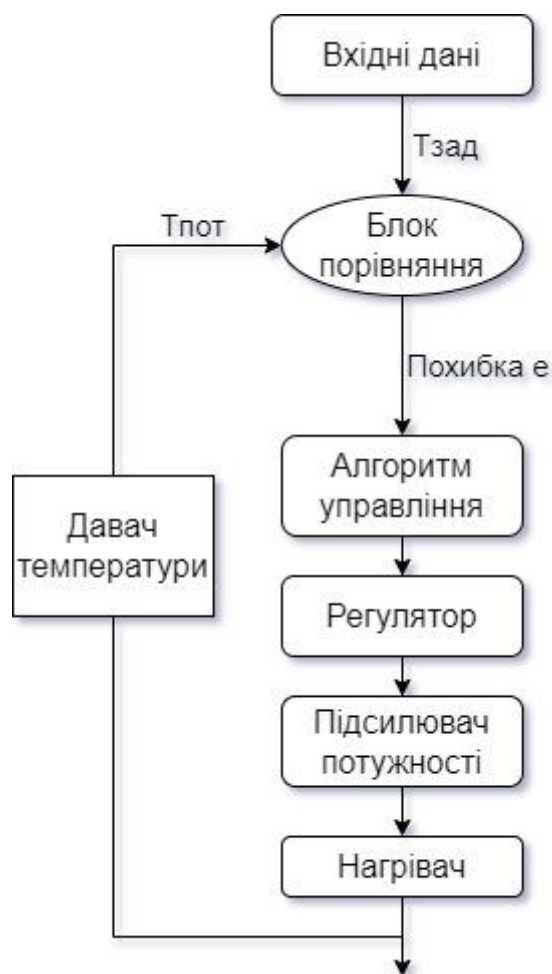 Вхідні дані
Тзад
Тпот
Блок
порівняння
Похибка е
Алгоритм
управління
Давач
температури
Регулятор
Підсилювач
потужності
Нагрівач